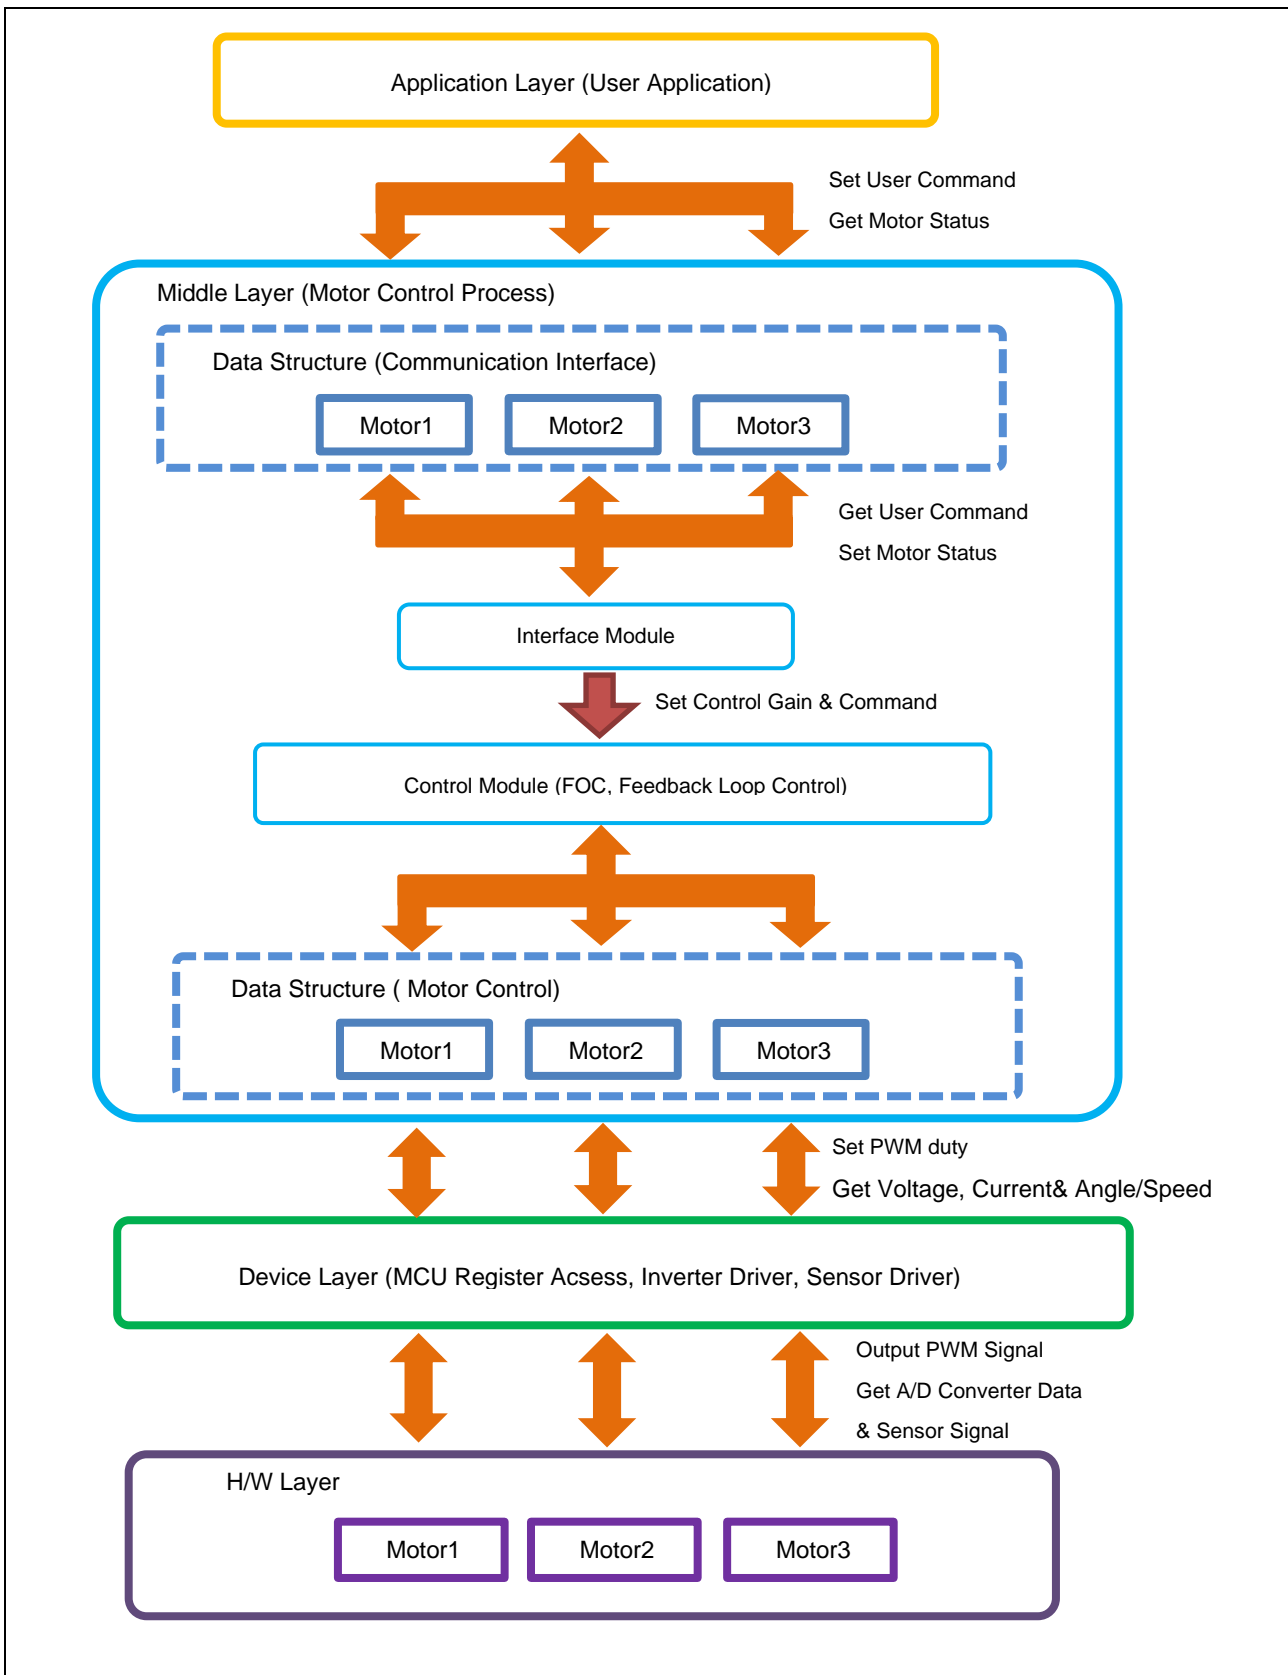 Application Layer (User Application)
Set User Command
Get Motor Status
Middle Layer (Motor Control Process)
Data Structure (Communication Interface)
Motor1
Motor2
Motor3
Get User Command
Set Motor Status
Interface Module
Set Control Gain & Command
Control Module (FOC, Feedback Loop Control)
Data Structure ( Motor Control)
Motor1
Motor2
Motor3
Set PWM duty
Get Voltage, Current& Angle/Speed
Device Layer (MCU Register Acsess, Inverter Driver, Sensor Driver)
Output PWM Signal
Get A/D Converter Data
& Sensor Signal
H/W Layer
Motor1
Motor2
Motor3